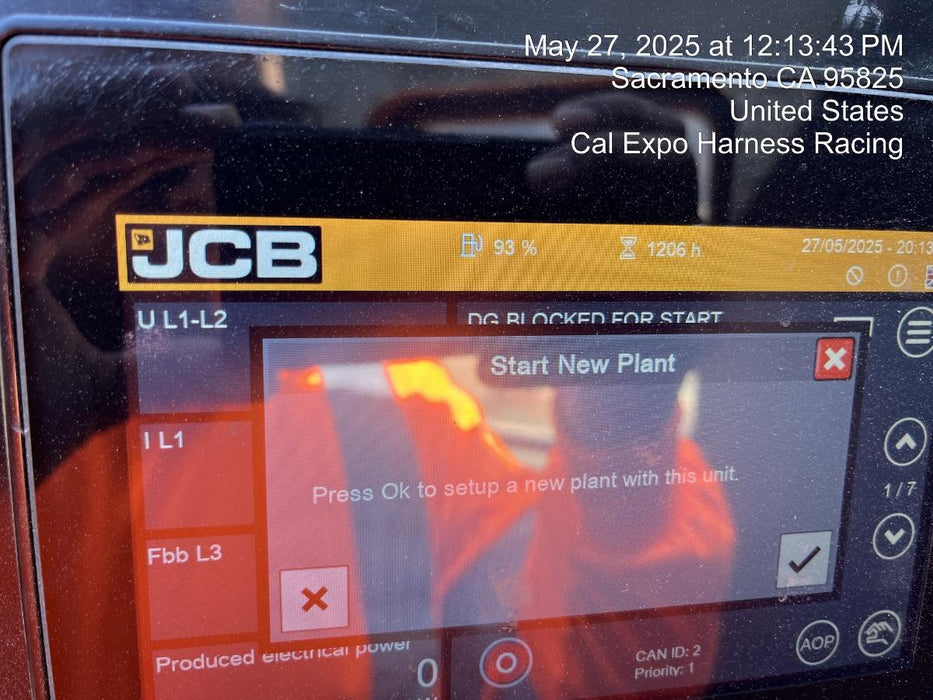 May 27, 2025 at 12:13:43 PM
Sacramento CA 95825
United States
Cal Expo Harness Racing
JCB
93 %
1206 h
27/05/2025 - 20:13
U L1-L2
DG BLOCKED FOR START
Start New Plant
I L1
Press Ok to setup a new plant with this unit.
1 / 7
Fbb L3
Produced electrical power
0
CAN ID: 2
Priority: 1
AOP